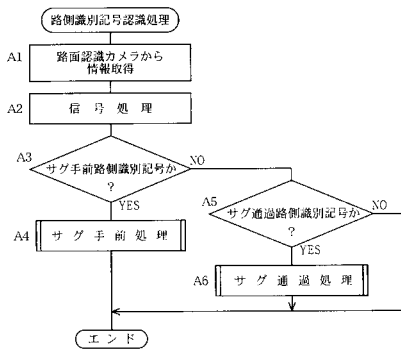 路側識別記号認識処理
A1
路面認識カメラから
情報取得
A2
信号処理
A3
サグ手前路側識別記号か
？
NO
YES
A4
サグ手前処理
A5
サグ通過路側識別記号か
？
NO
YES
A6
サグ通過処理
エンド